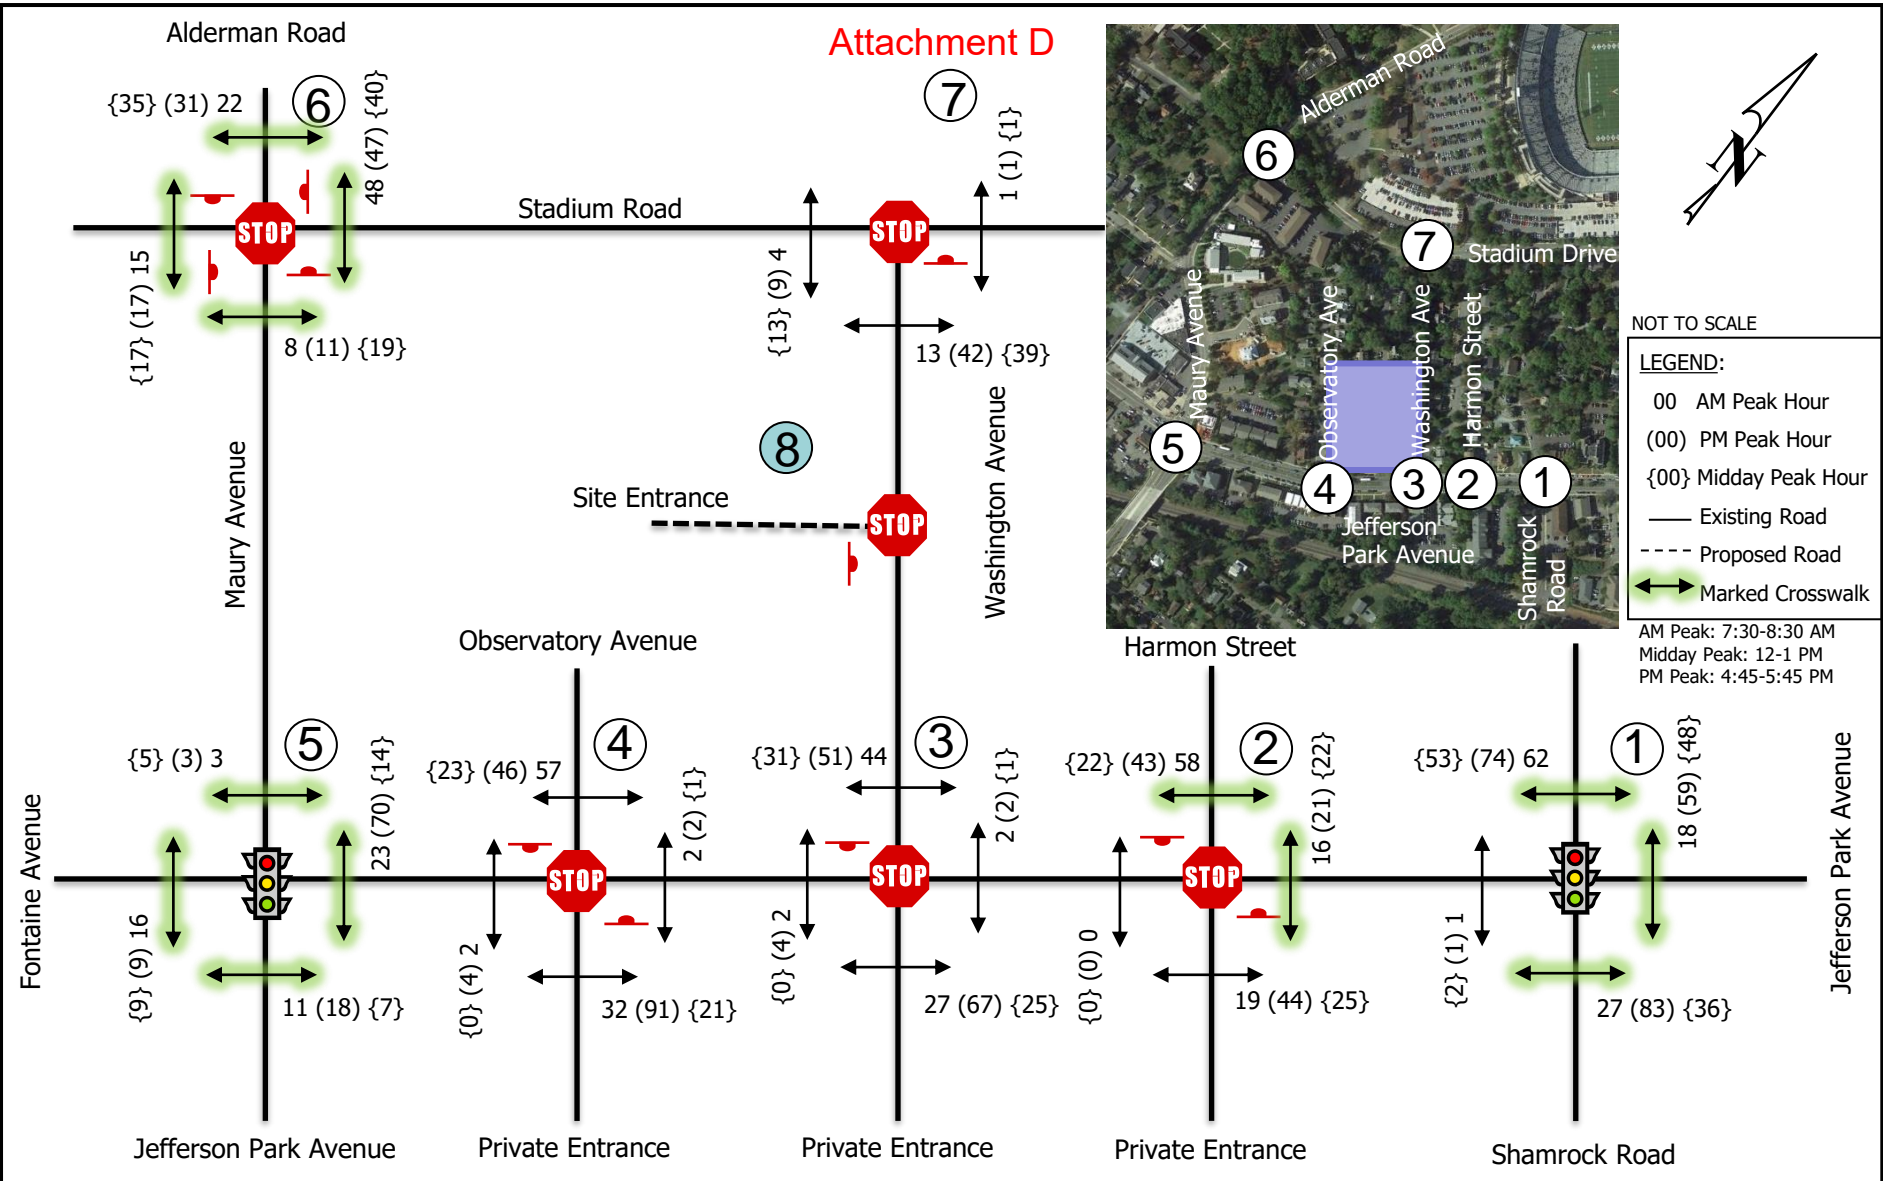 Alderman Road
Attachment D
6
7
{35} (31) 22
48 (47) {40}
{17} (17) 15
8 (11) {19}
STOP
Stadium Road
STOP
1 (1) {1}
{13} (9) 4
13 (42) {39}
Maury Avenue
8
Site Entrance
STOP
Washington Avenue
Alderman Road
6
7
Stadium Drive
Maury Avenue
Observatory Ave
Washington Ave
Harmon Street
5
4
3
2
1
Jefferson
Park Avenue
Shamrock
Road
N
NOT TO SCALE
LEGEND:
00 AM Peak Hour
(00) PM Peak Hour
{00} Midday Peak Hour
Existing Road
Proposed Road
Marked Crosswalk
AM Peak: 7:30-8:30 AM
Midday Peak: 12-1 PM
PM Peak: 4:45-5:45 PM
Observatory Avenue
Harmon Street
Fontaine Avenue
5
{5} (3) 3
23 (70) {14}
{9} (9) 16
11 (18) {7}
Jefferson Park Avenue
4
{23} (46) 57
2 (2) {1}
STOP
{0} (4) 2
32 (91) {21}
Private Entrance
3
{31} (51) 44
2 (2) {1}
STOP
{0} (4) 2
27 (67) {25}
Private Entrance
2
{22} (43) 58
16 (21) {22}
STOP
{0} (0) 0
19 (44) {25}
Private Entrance
1
{53} (74) 62
18 (59) {48}
{2} (1) 1
27 (83) {36}
Shamrock Road
Jefferson Park Avenue